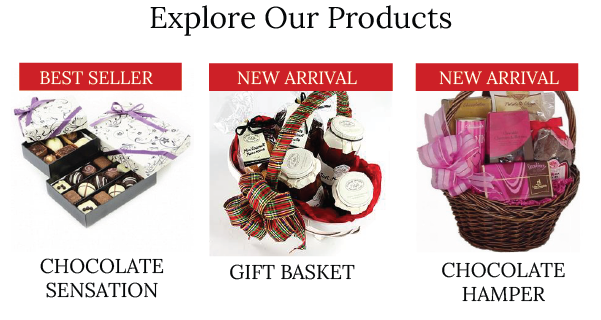 Explore Our Products
BEST SELLER
NEW ARRIVAL
NEW ARRIVAL
CHOCOLATE
SENSATION
GIFT BASKET
CHOCOLATE
HAMPER